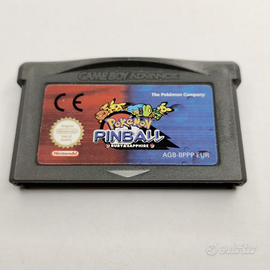 GAME BOY ADVANCE
CE
The Pokémon Company
POKéMON
PINBALL
RUBY & SAPPHIRE
Nintendo
AGB-BPPP-EUR
subito